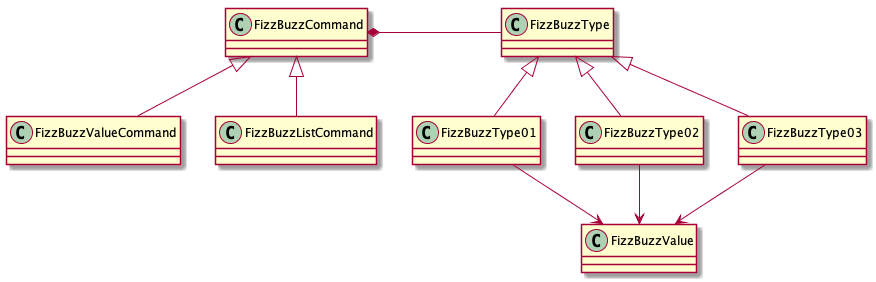 C FizzBuzzCommand
C FizzBuzzType
C FizzBuzzValueCommand
C FizzBuzzListCommand
C FizzBuzzType01
C FizzBuzzType02
C FizzBuzzType03
C FizzBuzzValue